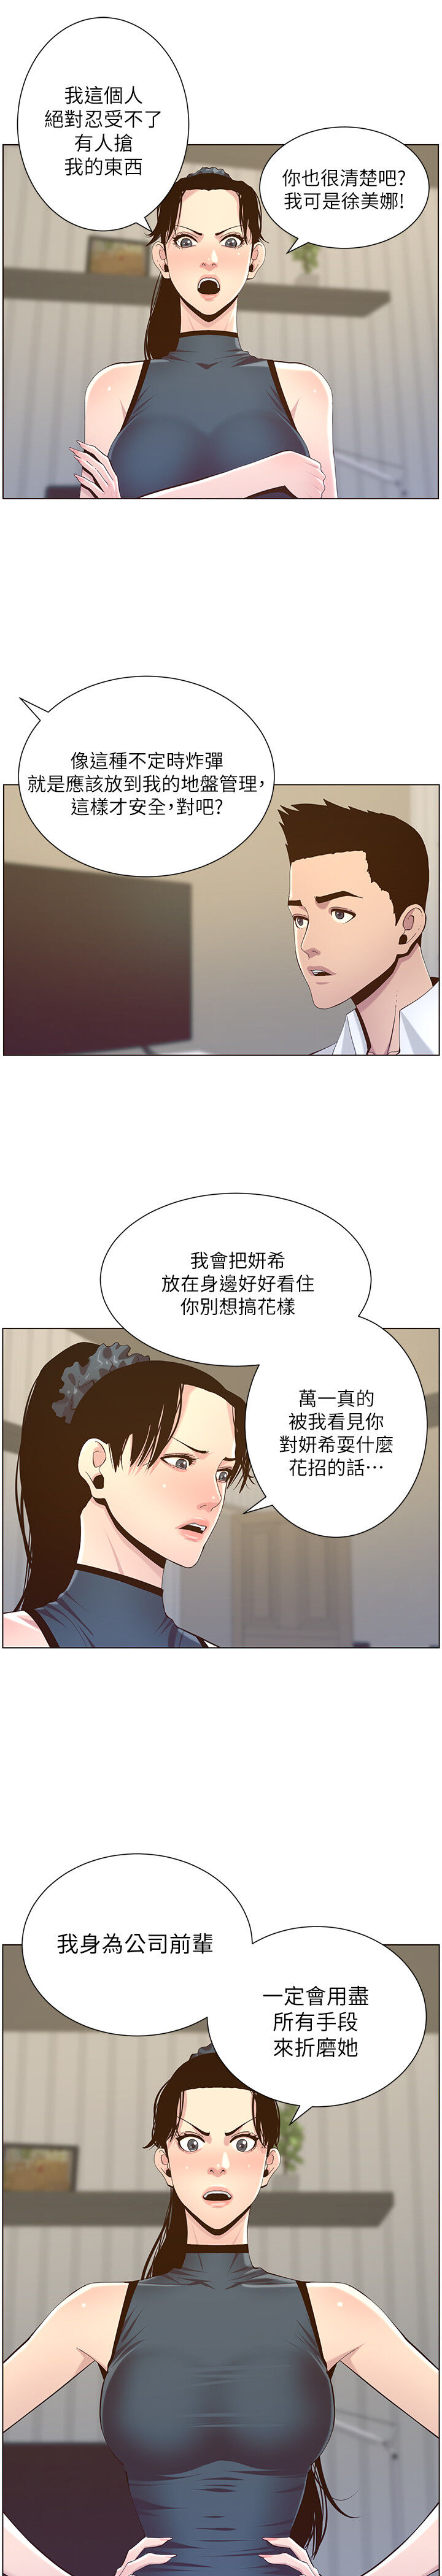 我這個人
絕對忍受不了
有人搶
我的東西
你也很清楚吧?
我可是徐美娜!
像這種不定時炸彈
就是應該放到我的地盤管理，
這樣才安全，對吧?
我會把妍希
放在身邊好好看住
你別想搞花樣
萬一真的
被我看見你
對妍希耍什麼
花招的話…
我身為公司前輩
一定會用盡
所有手段
來折磨她